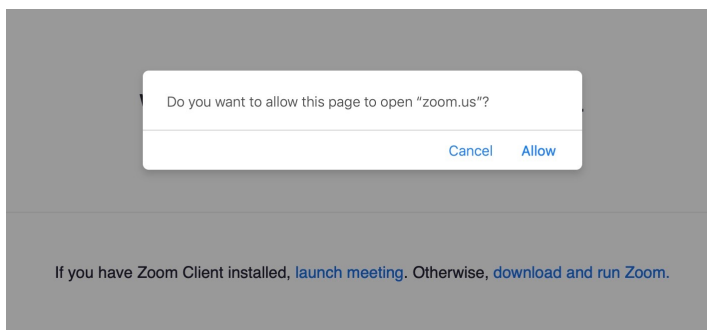 Do you want to allow this page to open “zoom.us”?
Cancel Allow
If you have Zoom Client installed, launch meeting. Otherwise, download and run Zoom.